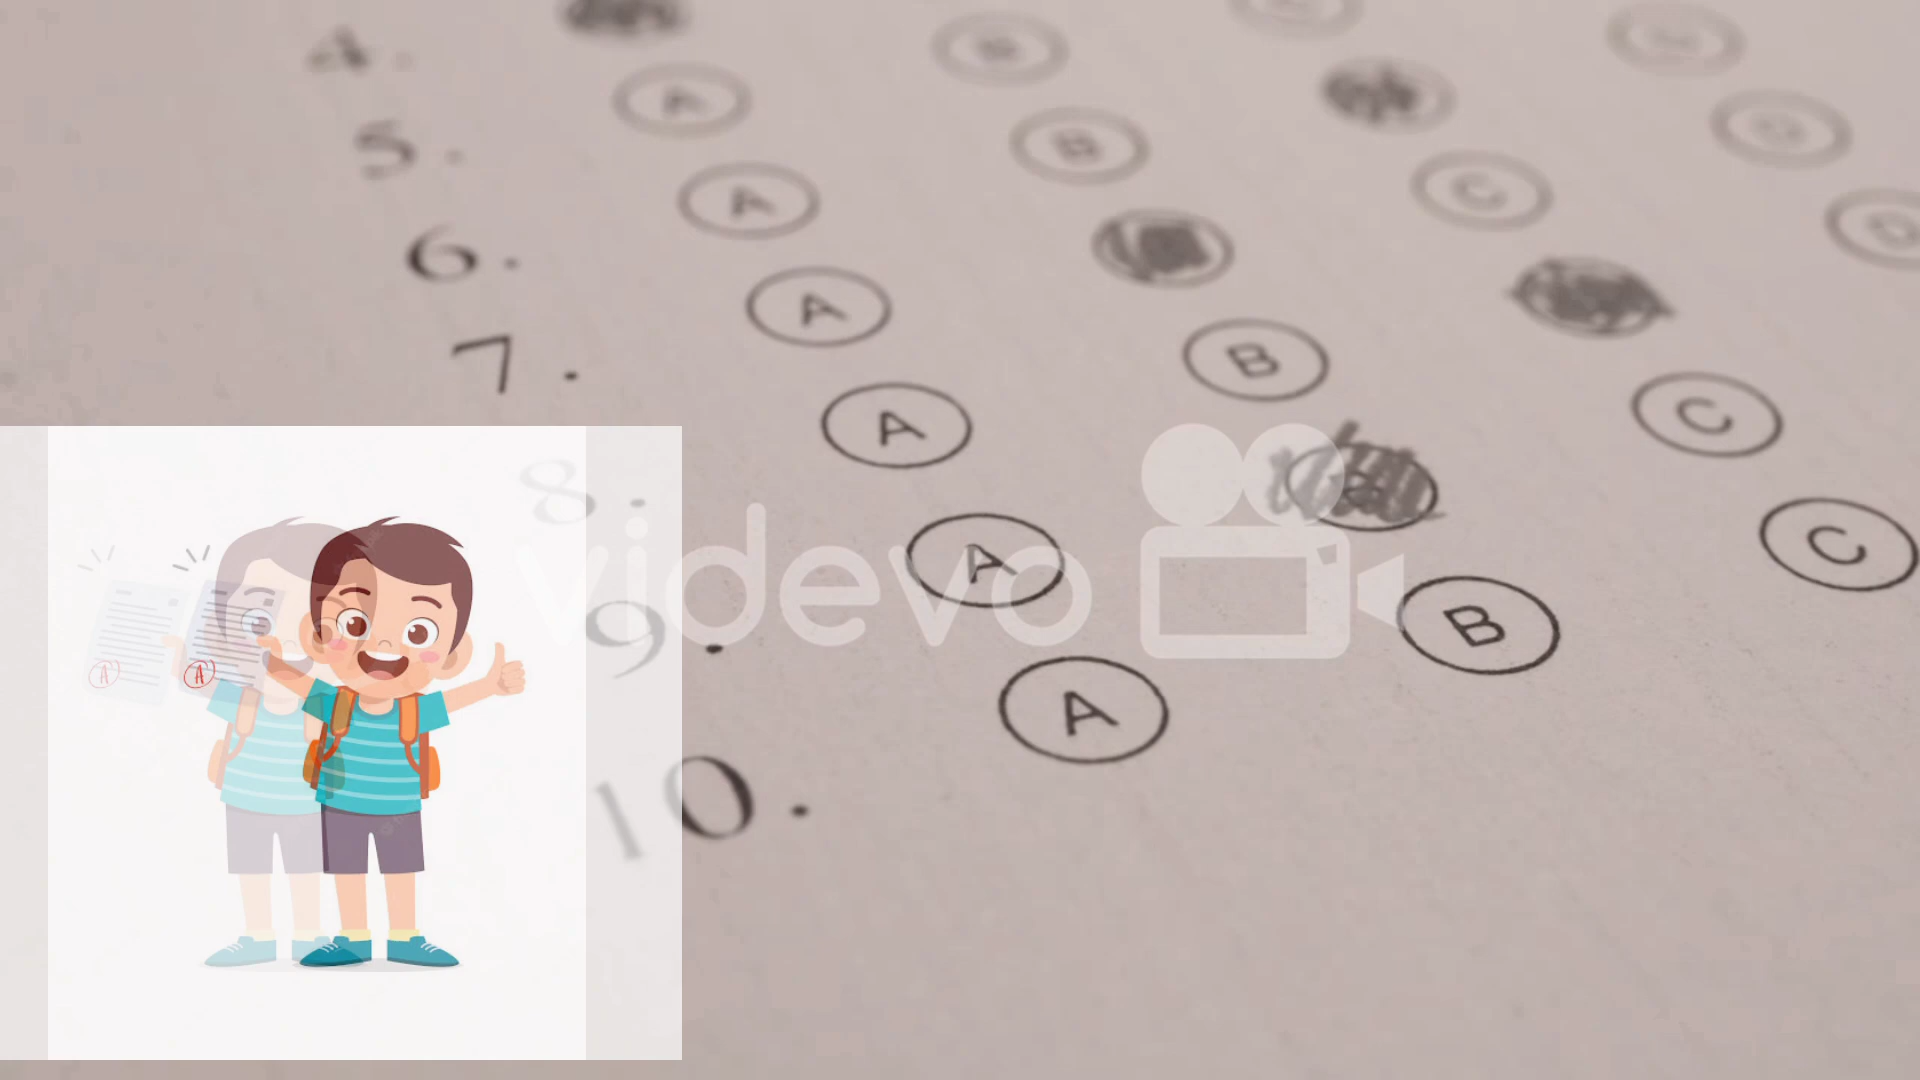 4.
5. A B
6. A B
7. A C D
8. A B D
9. A C
10. A B C
A
videvo